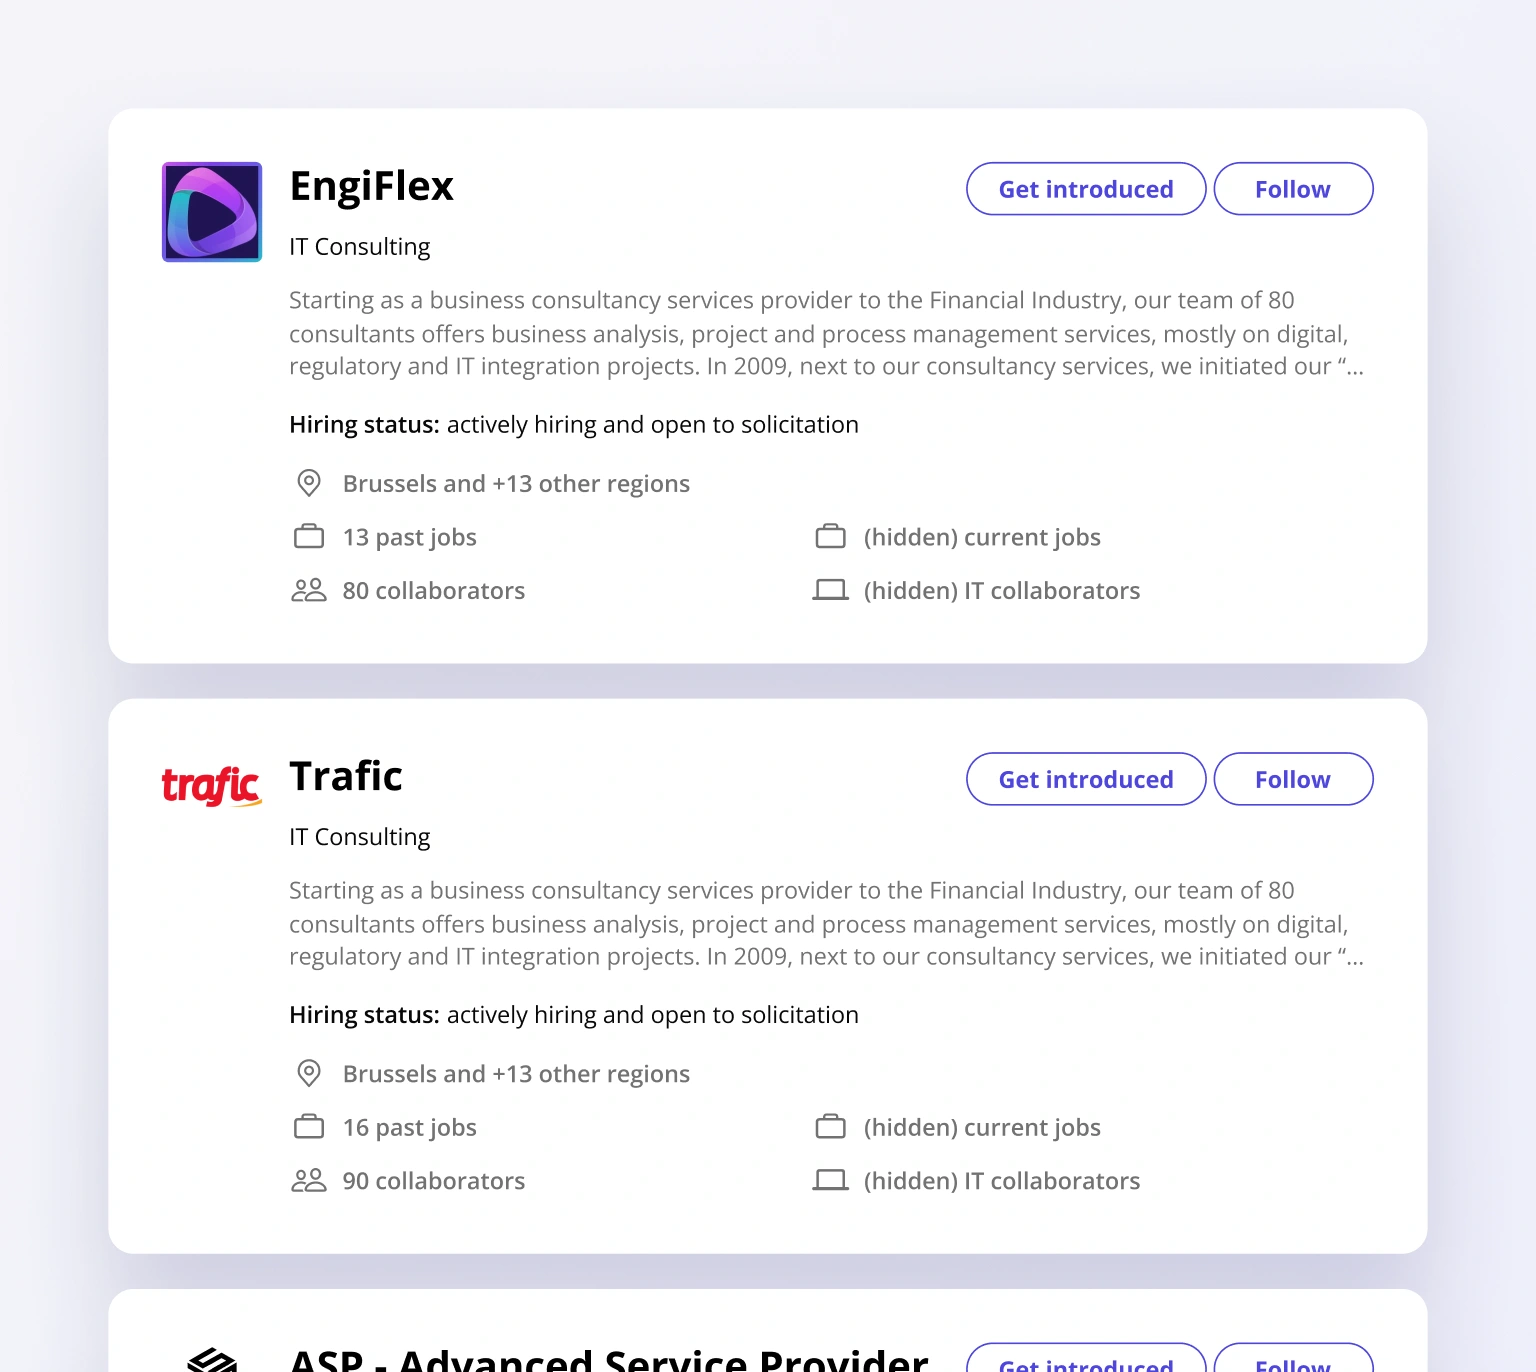 EngiFlex
Get introduced
Follow
IT Consulting
Starting as a business consultancy services provider to the Financial Industry, our team of 80
consultants offers business analysis, project and process management services, mostly on digital,
regulatory and IT integration projects. In 2009, next to our consultancy services, we initiated our “...
Hiring status: actively hiring and open to solicitation
Brussels and +13 other regions
13 past jobs
(hidden) current jobs
80 collaborators
(hidden) IT collaborators
trafic
Trafic
Get introduced
Follow
IT Consulting
Starting as a business consultancy services provider to the Financial Industry, our team of 80
consultants offers business analysis, project and process management services, mostly on digital,
regulatory and IT integration projects. In 2009, next to our consultancy services, we initiated our “...
Hiring status: actively hiring and open to solicitation
Brussels and +13 other regions
16 past jobs
(hidden) current jobs
90 collaborators
(hidden) IT collaborators
ASP - Advanced Service Provider
Get introduced
Follow